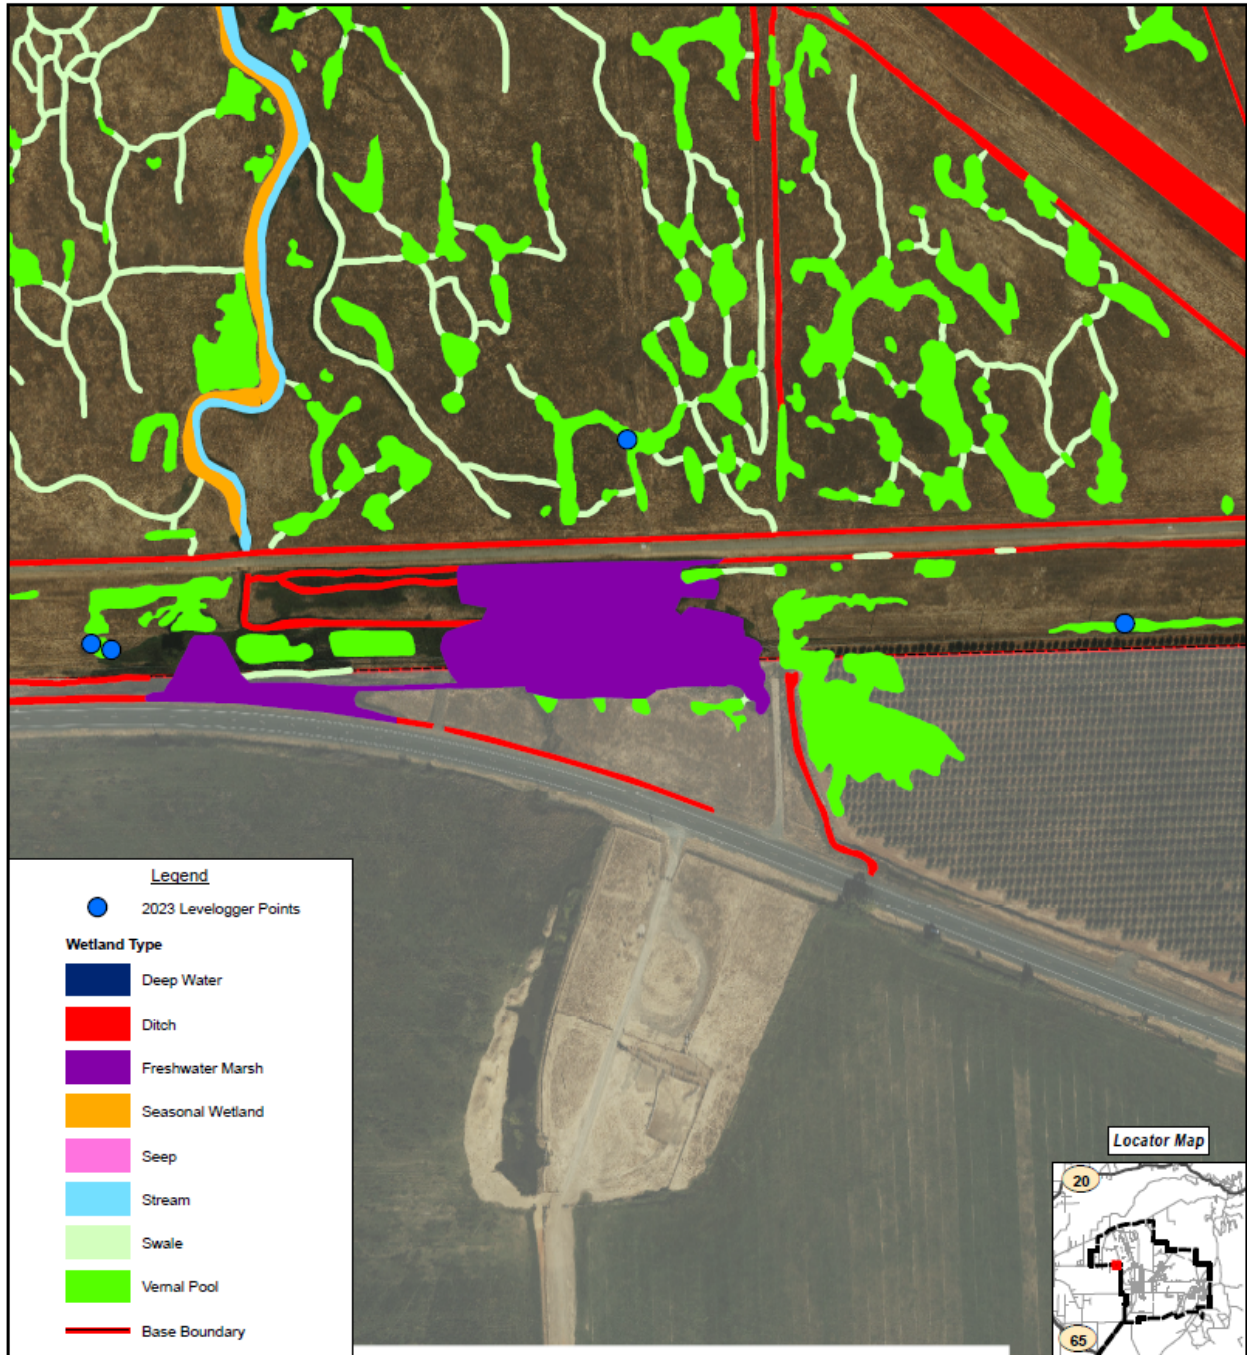 Legend
2023 Levelogger Points
Wetland Type
Deep Water
Ditch
Freshwater Marsh
Seasonal Wetland
Seep
Stream
Swale
Vernal Pool
Base Boundary
Locator Map
20
65